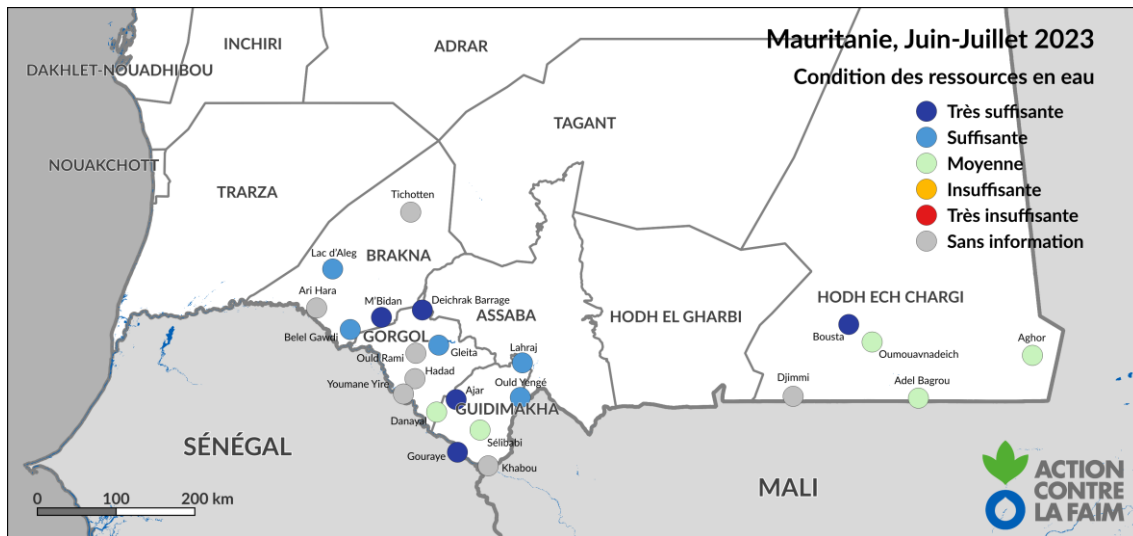 Mauritanie, Juin-Juillet 2023
Condition des ressources en eau
Très suffisante
Suffisante
Moyenne
Insuffisante
Très insuffisante
Sans information
INCHIRI
ADRAR
DAKHLET-NOUADHIBOU
TAGANT
NOUAKCHOTT
TRARZA
Tichotten
Lac d'Aleg
BRAKNA
Ari Hara
M'Bidan
Deichrak Barrage
HODH ECH CHARGI
ASSABA
HODH EL GHARBI
Belel Gawdi
GORGOL
Bousta
Gleita
Lahraj
Oumouavnadeich
Aghor
Ould Rami
Hadad
Djimmi
Adel Bagrou
Youmane Yiré
Ajar
Ould Yengé
GUIDIMAKHA
Danayal
Sélibabi
SÉNÉGAL
Gouraye
Khabou
MALI
0 100 200 km
ACTION
CONTRE
LA FAIM